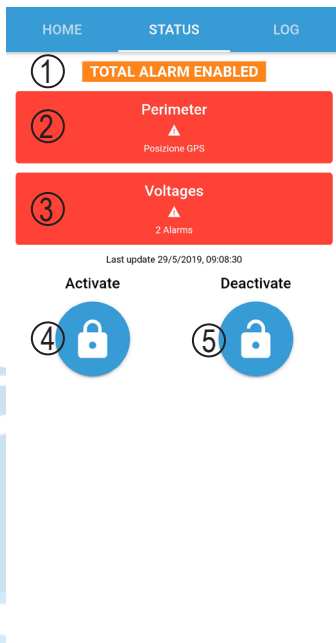 HOME STATUS LOG
① TOTAL ALARM ENABLED
② Perimeter
Posizione GPS
③ Voltages
2 Alarms
Last update 29/5/2019, 09:08:30
Activate Deactivate
④ ⑤